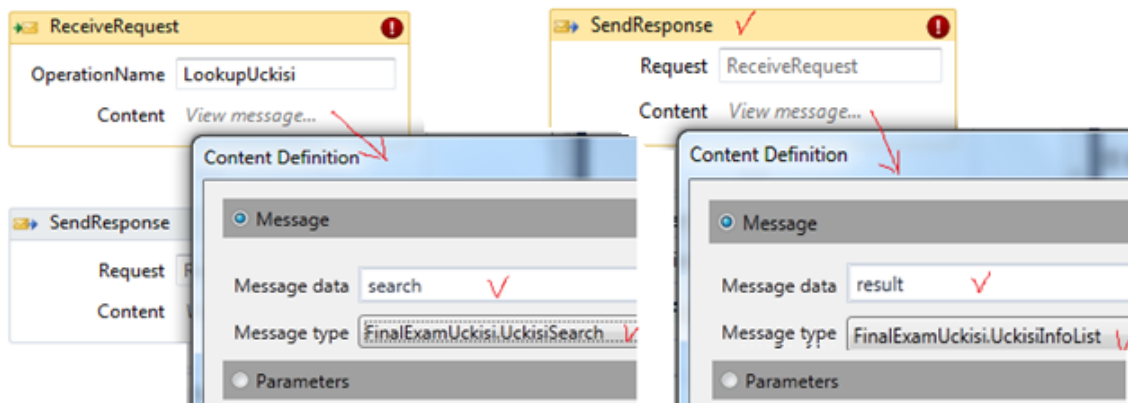 ReceiveRequest
OperationName LookupUckisi
Content View message...
Content Definition
Message
Message data search
Message type FinalExamUckisi.UckisiSearch
Parameters
SendResponse
Request
Content
SendResponse
Request ReceiveRequest
Content View message...
Content Definition
Message
Message data result
Message type FinalExamUckisi.UckisiInfoList
Parameters